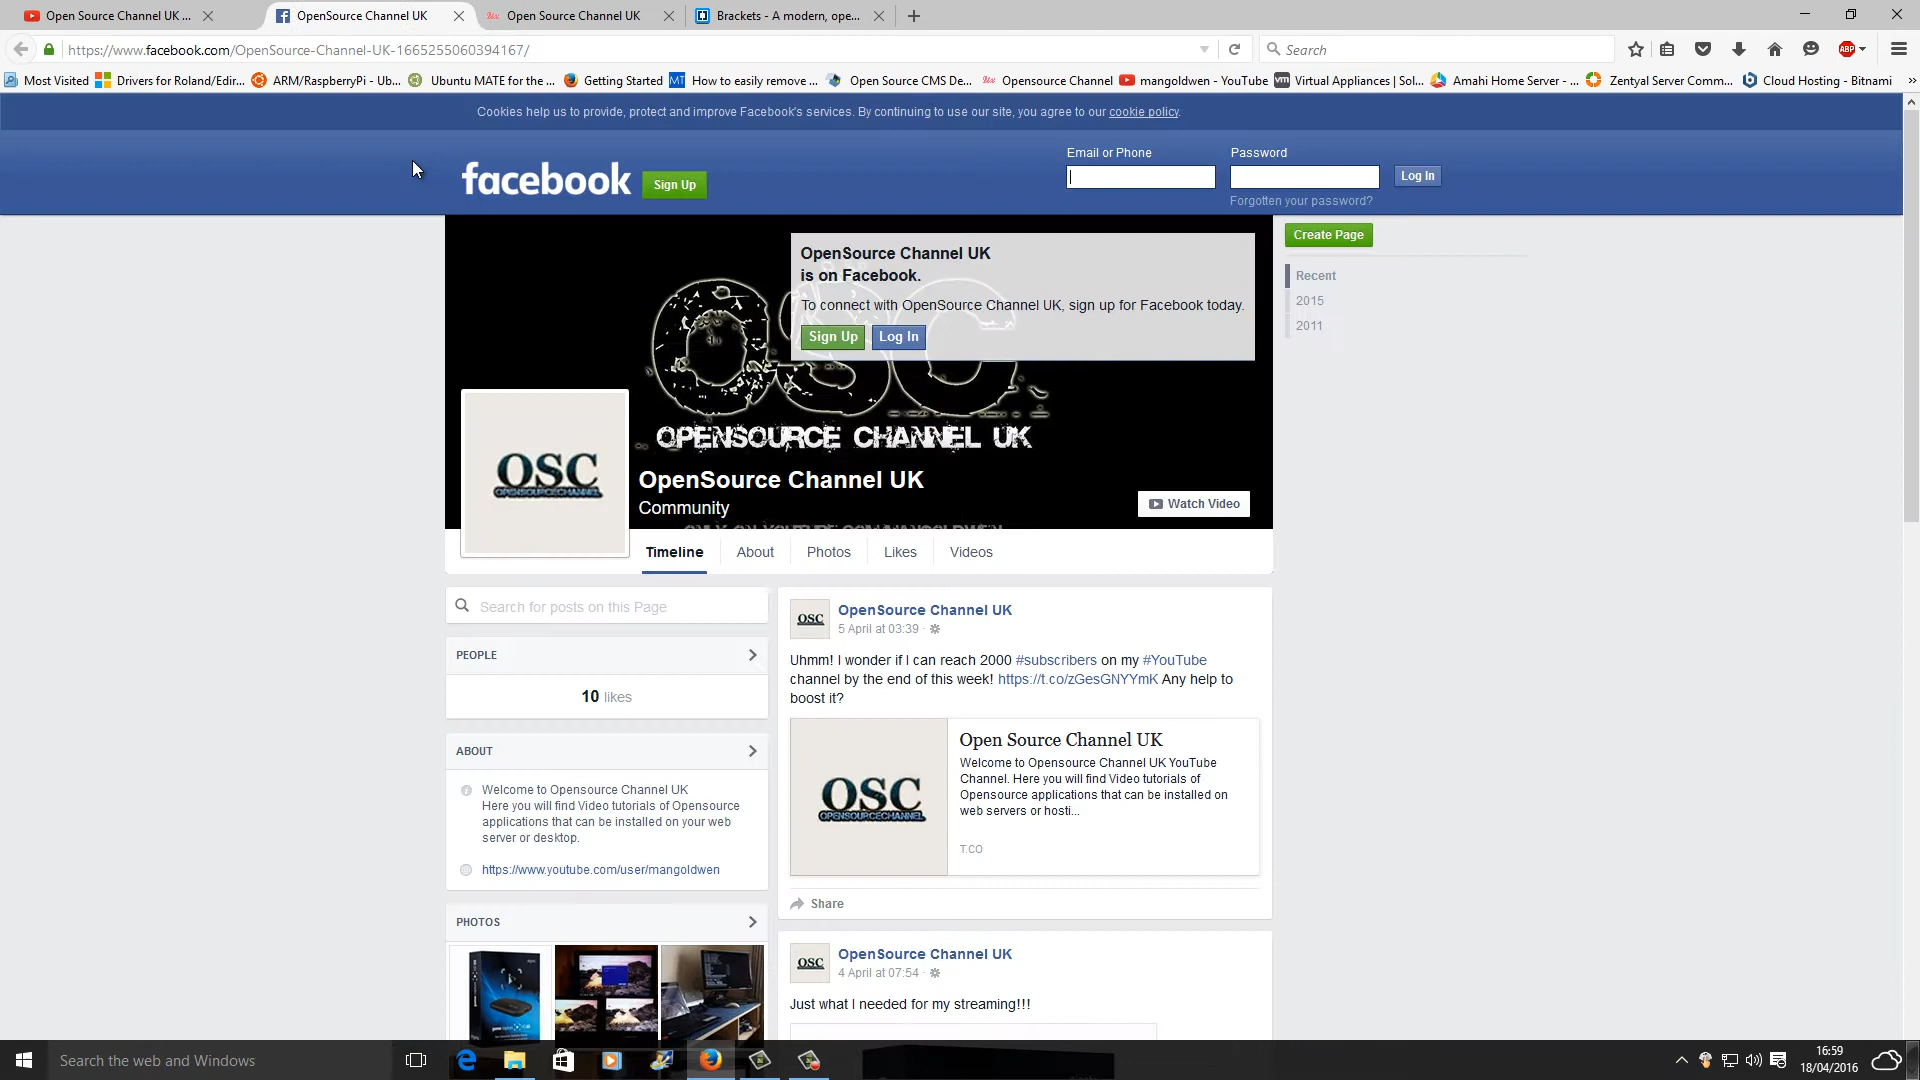 Open Source Channel UK ...
OpenSource Channel UK
Open Source Channel UK
Brackets - A modern, ope...
https://www.facebook.com/OpenSource-Channel-UK-1665255060394167/
Search
Most Visited
Drivers for Roland/Edir...
ARM/RaspberryPi - Ub...
Ubuntu MATE for the ...
Getting Started
How to easily remove ...
Open Source CMS De...
Opensource Channel
mangoldwen - YouTube
Virtual Appliances | Sol...
Amahi Home Server - ...
Zentyal Server Comm...
Cloud Hosting - Bitnami
Cookies help us to provide, protect and improve Facebook's services. By continuing to use our site, you agree to our cookie policy.
facebook
Sign Up
Email or Phone
Password
Log In
Forgotten your password?
OpenSource Channel UK
is on Facebook.
To connect with OpenSource Channel UK, sign up for Facebook today.
Sign Up
Log In
Create Page
Recent
2015
2011
OSC
OPENSOURCE CHANNEL UK
OSC
OPENSOURCECHANNEL
OpenSource Channel UK
Community
Watch Video
Timeline
About
Photos
Likes
Videos
Search for posts on this Page
PEOPLE
10 likes
ABOUT
Welcome to Opensource Channel UK
Here you will find Video tutorials of Opensource
applications that can be installed on your web
server or desktop.
https://www.youtube.com/user/mangoldwen
PHOTOS
OSC
OpenSource Channel UK
5 April at 03:39
Uhmm! I wonder if I can reach 2000 #subscribers on my #YouTube
channel by the end of this week! https://t.co/zGesGNYYmK Any help to
boost it?
OSC
OPENSOURCECHANNEL
Open Source Channel UK
Welcome to Opensource Channel UK YouTube
Channel. Here you will find Video tutorials of
Opensource applications that can be installed on
web servers or hosti...
T.CO
Share
OSC
OpenSource Channel UK
4 April at 07:54
Just what I needed for my streaming!!!
Search the web and Windows
16:59
18/04/2016